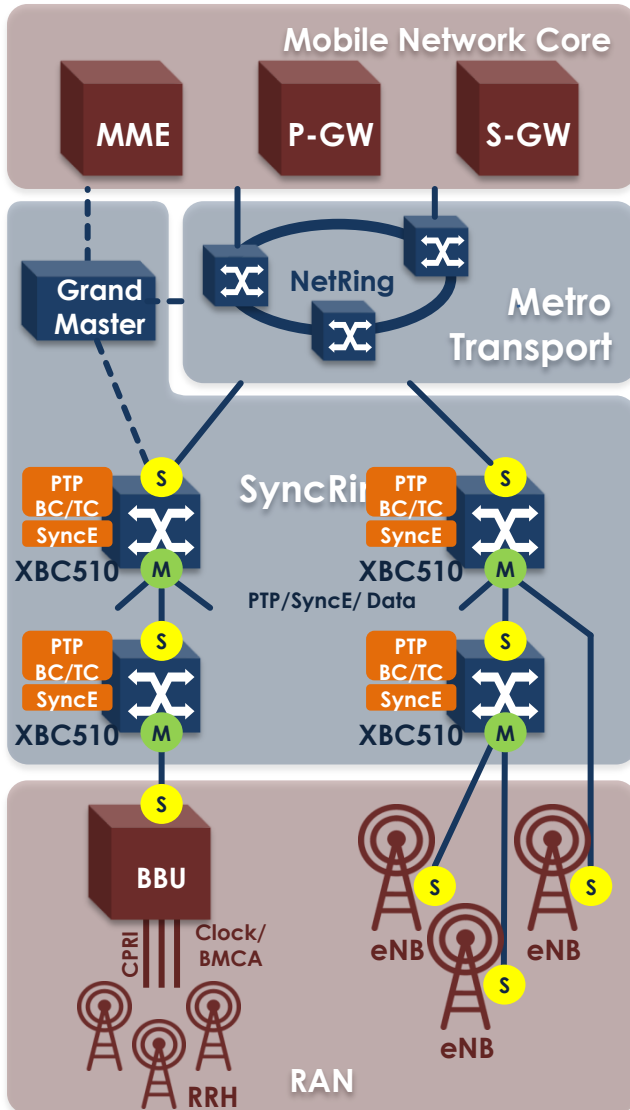 Mobile Network Core
MME
P-GW
S-GW
Grand
Master
NetRing
Metro
Transport
S
S
PTP
BC/TC
SyncE
SyncRin
PTP
BC/TC
SyncE
XBC510
M
XBC510
M
PTP/SyncE/ Data
PTP
BC/TC
SyncE
S
PTP
BC/TC
SyncE
S
XBC510
M
XBC510
M
S
BBU
S
S
CPRI
Clock/
BMCA
eNB
eNB
S
eNB
RRH
RAN